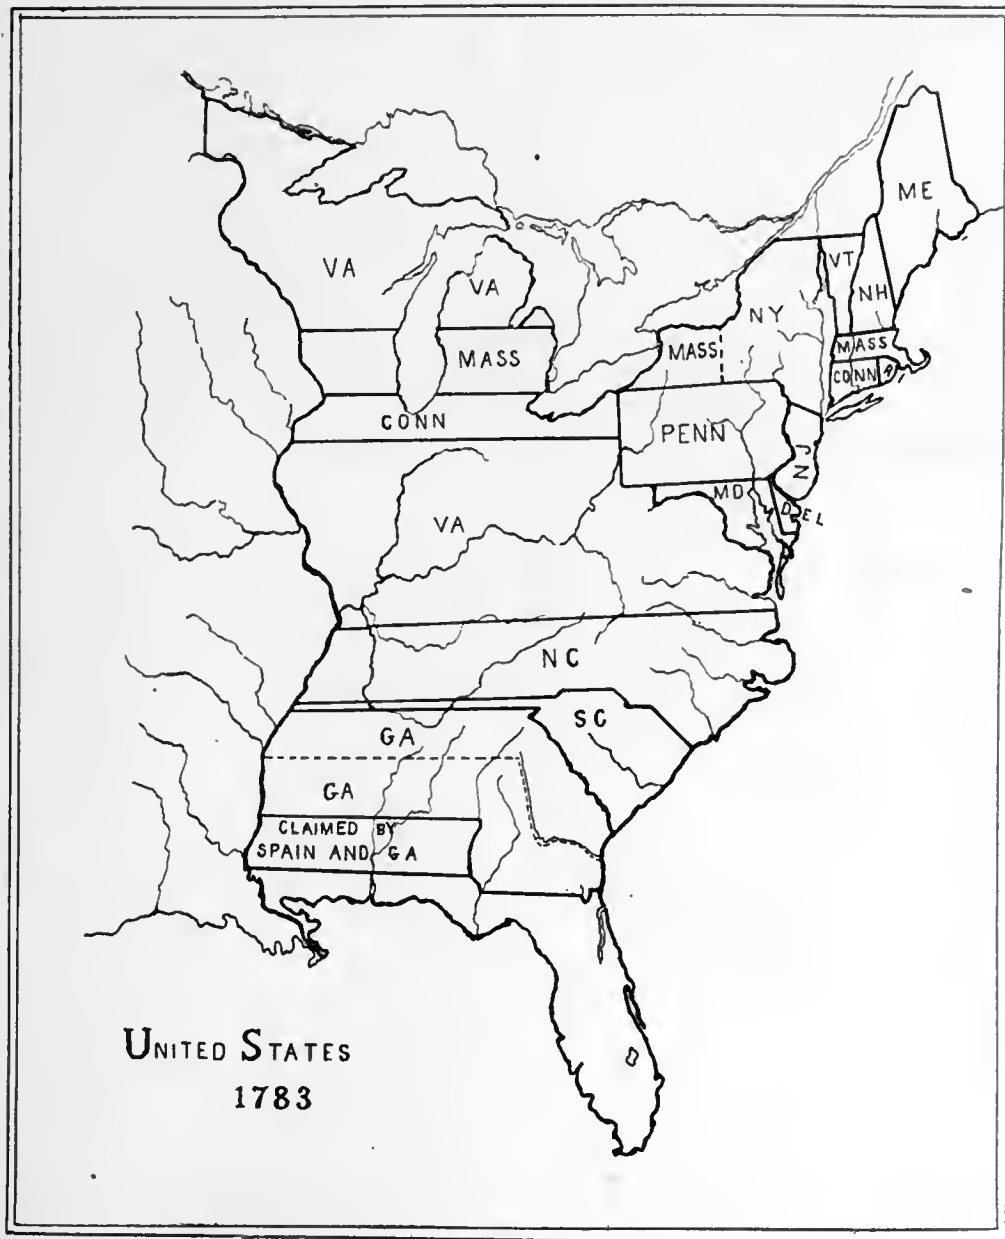 ME
VA
VT
VA
NH
NY
MASS
MASS
MASS
CONN
CONN
PENN
NJ
MD
DEL
VA
NC
SC
GA
GA
CLAIMED BY
SPAIN AND GA
UNITED STATES
1783